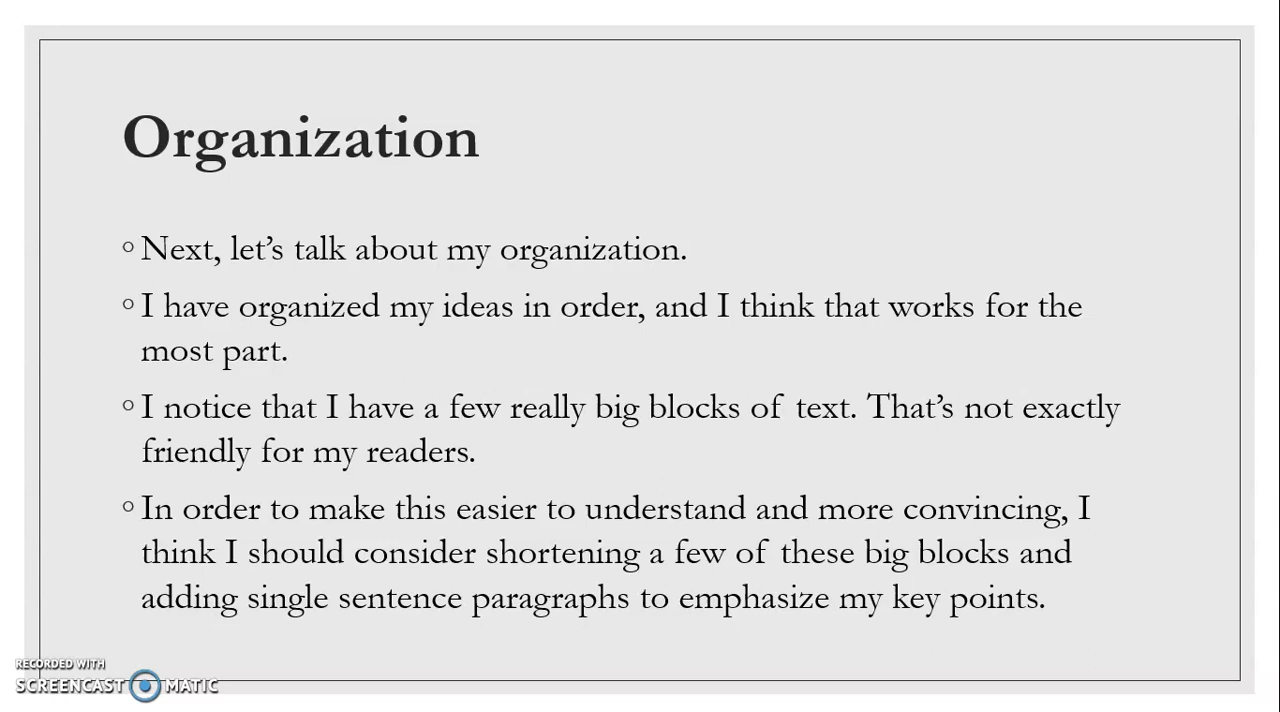 Organization
◦ Next, let’s talk about my organization.
◦ I have organized my ideas in order, and I think that works for the
most part.
◦ I notice that I have a few really big blocks of text. That’s not exactly
friendly for my readers.
◦ In order to make this easier to understand and more convincing, I
think I should consider shortening a few of these big blocks and
adding single sentence paragraphs to emphasize my key points.
RECORDED WITH
SCREENCAST MATIC